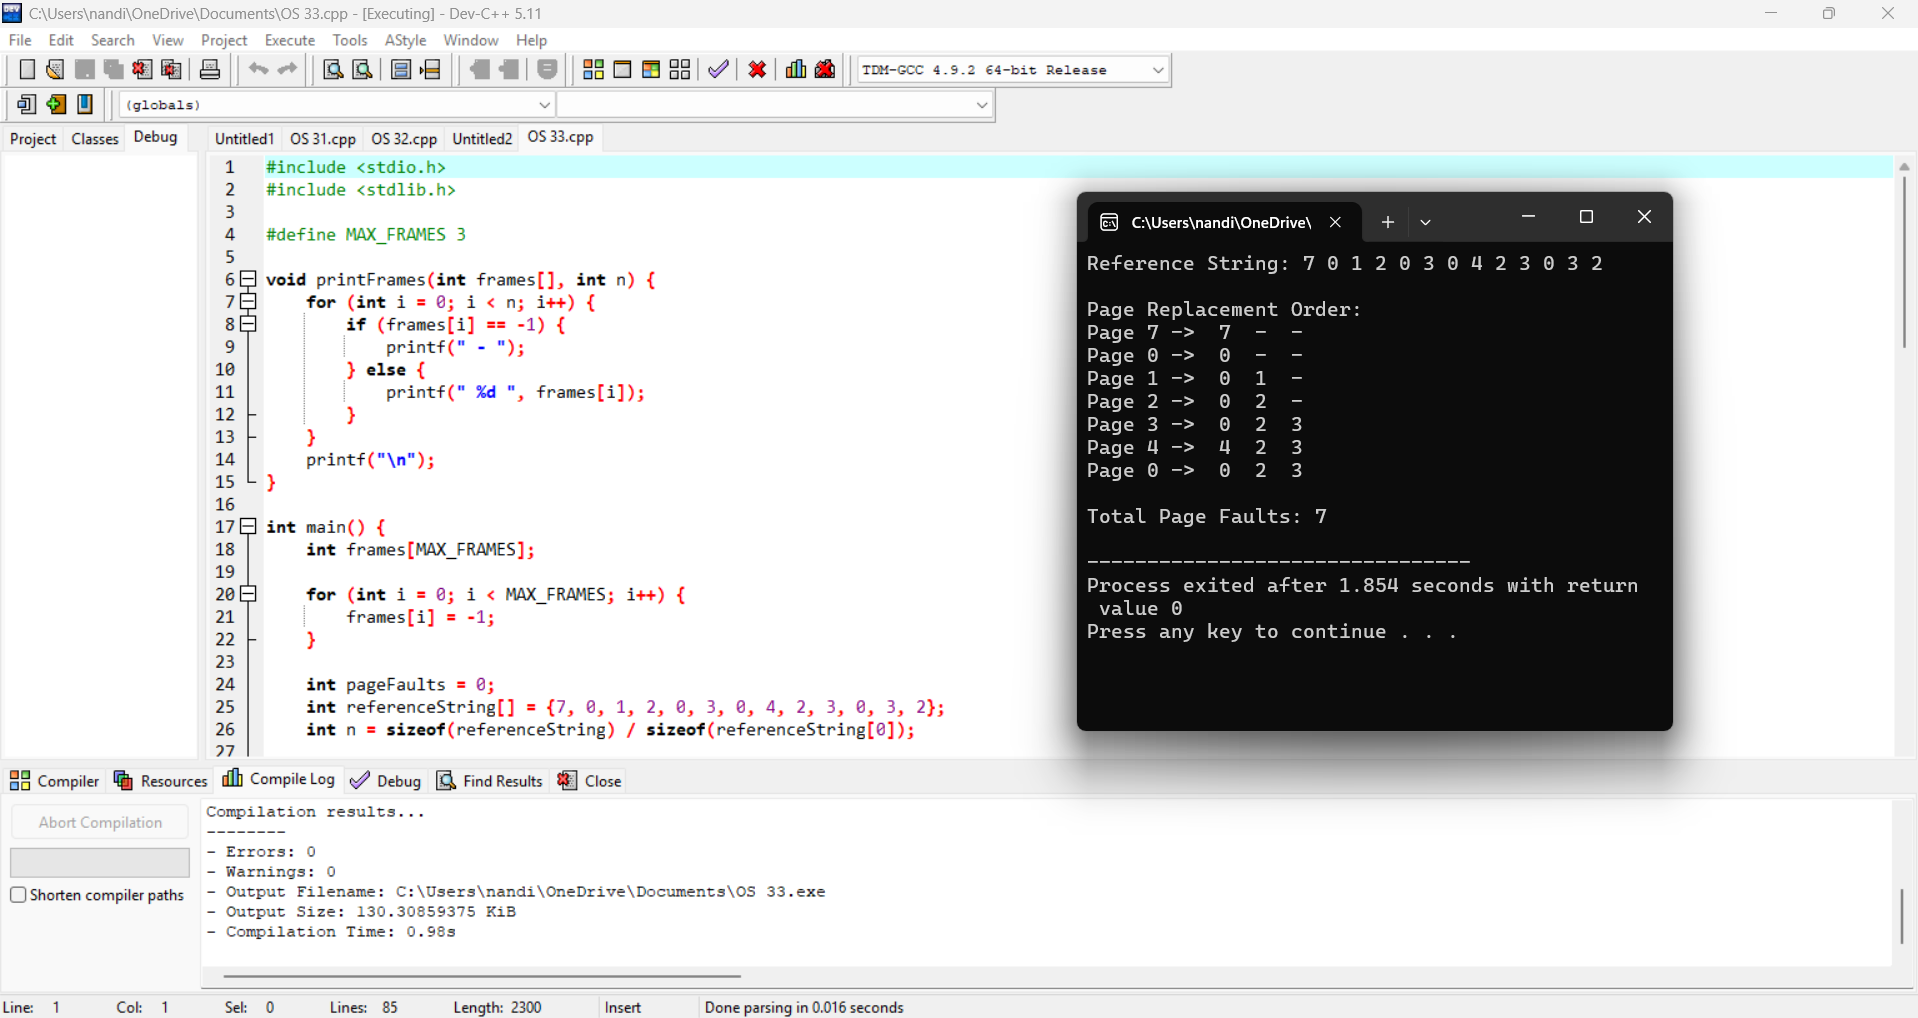 C:\Users\nandi\OneDrive\Documents\OS 33.cpp - [Executing] - Dev-C++ 5.11
File Edit Search View Project Execute Tools AStyle Window Help
TDM-GCC 4.9.2 64-bit Release
(globals)
Project Classes Debug
Untitled1 OS 31.cpp OS 32.cpp Untitled2 OS 33.cpp
1 #include <stdio.h>
2 #include <stdlib.h>
3
4 #define MAX_FRAMES 3
5
6 void printFrames(int frames[], int n) {
7 for (int i = 0; i < n; i++) {
8 if (frames[i] == -1) {
9 printf(" - ");
10 } else {
11 printf(" %d ", frames[i]);
12 }
13 }
14 printf("\n");
15 }
16
17 int main() {
18 int frames[MAX_FRAMES];
19
20 for (int i = 0; i < MAX_FRAMES; i++) {
21 frames[i] = -1;
22 }
23
24 int pageFaults = 0;
25 int referenceString[] = {7, 0, 1, 2, 0, 3, 0, 4, 2, 3, 0, 3, 2};
26 int n = sizeof(referenceString) / sizeof(referenceString[0]);
27
C:\Users\nandi\OneDrive\
Reference String: 7 0 1 2 0 3 0 4 2 3 0 3 2
Page Replacement Order:
Page 7 -> 7 - -
Page 0 -> 0 - -
Page 1 -> 0 1 -
Page 2 -> 0 2 -
Page 3 -> 0 2 3
Page 4 -> 4 2 3
Page 0 -> 0 2 3
Total Page Faults: 7
--------------------------------
Process exited after 1.854 seconds with return
value 0
Press any key to continue . . .
Compiler Resources Compile Log Debug Find Results Close
Abort Compilation
Shorten compiler paths
Compilation results...
--------
- Errors: 0
- Warnings: 0
- Output Filename: C:\Users\nandi\OneDrive\Documents\OS 33.exe
- Output Size: 130.30859375 KiB
- Compilation Time: 0.98s
Line: 1 Col: 1 Sel: 0 Lines: 85 Length: 2300 Insert Done parsing in 0.016 seconds